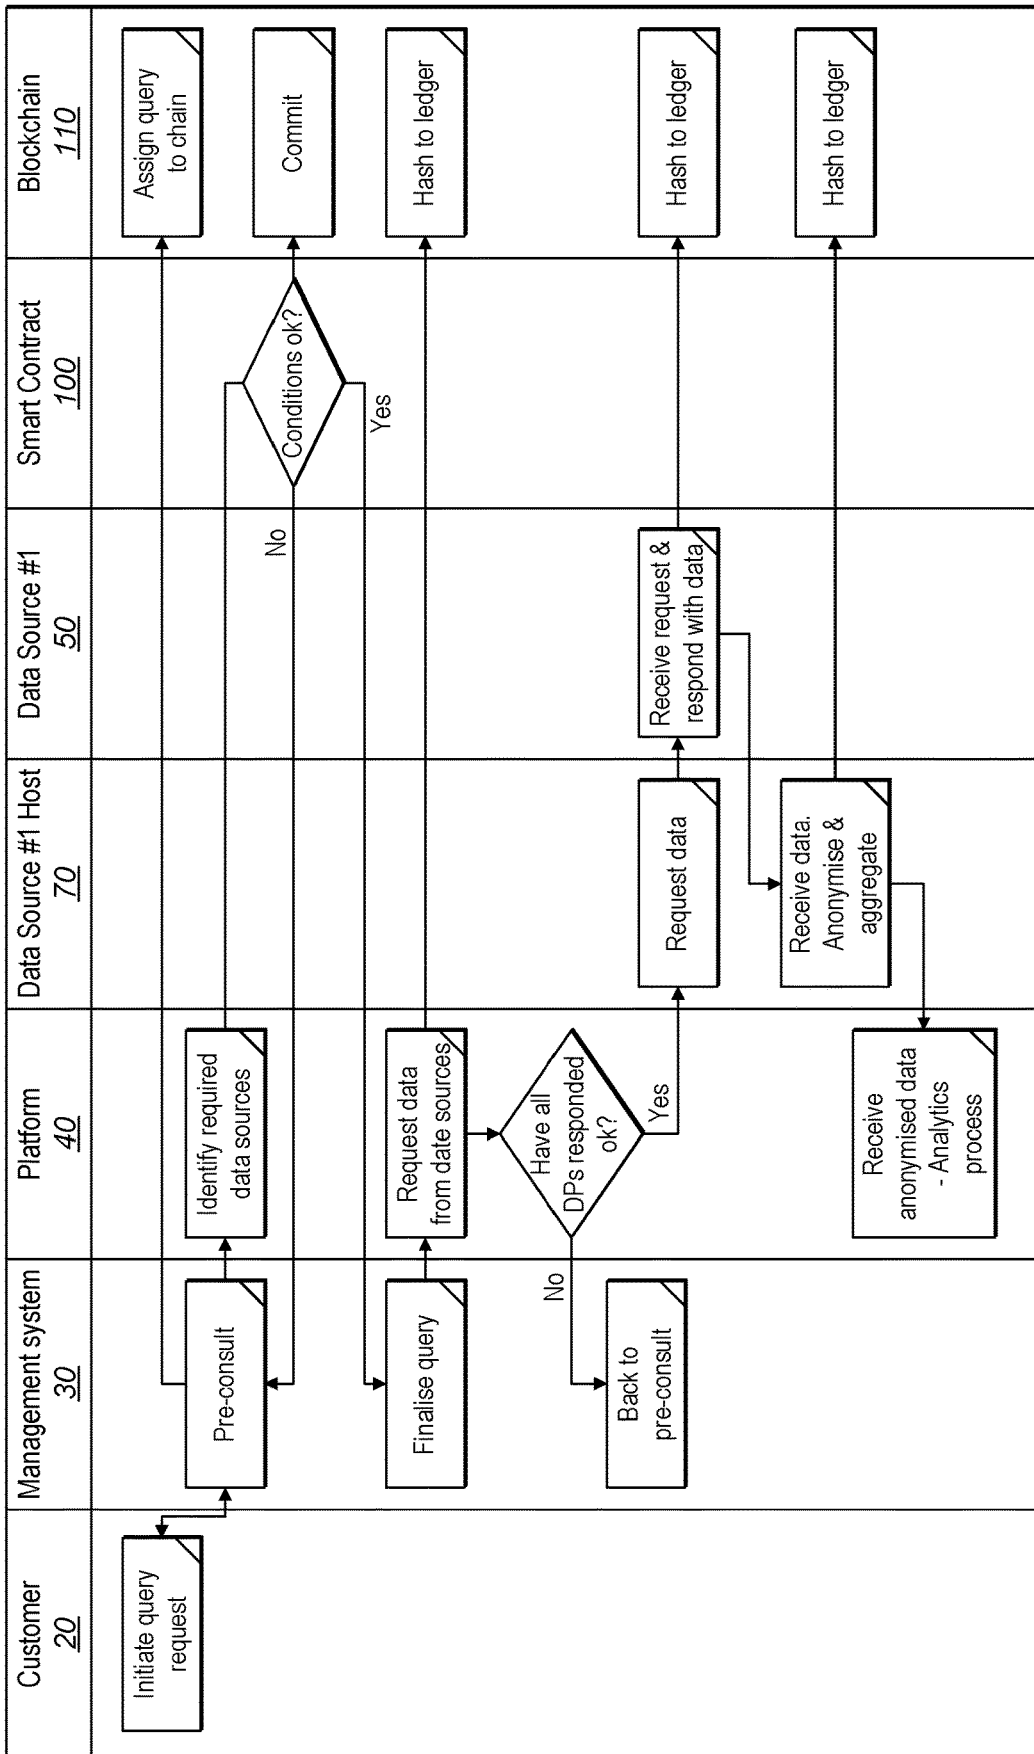 Customer
20
Management system
30
Platform
40
Data Source #1 Host
70
Data Source #1
50
Smart Contract
100
Blockchain
110
Initiate query
request
Assign query
to chain
Pre-consult
Identify required
data sources
Conditions ok?
Commit
No
Yes
Finalise query
Request data
from date sources
Hash to ledger
Have all
DPs responded
ok?
No
Yes
Back to
pre-consult
Request data
Receive request &
respond with data
Hash to ledger
Receive data.
Anonymise &
aggregate
Hash to ledger
Receive
anonymised data
- Analytics
process